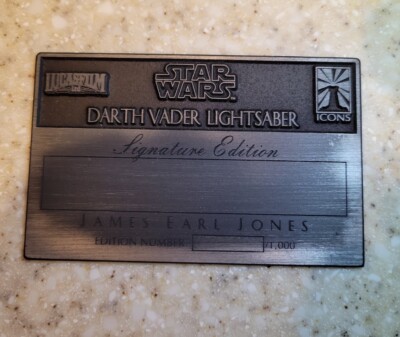 LUCASFILM
STAR
WARS
ICONS
DARTH VADER LIGHTSABER
Signature Edition
JAMES EARL JONES
EDITION NUMBER /1,000